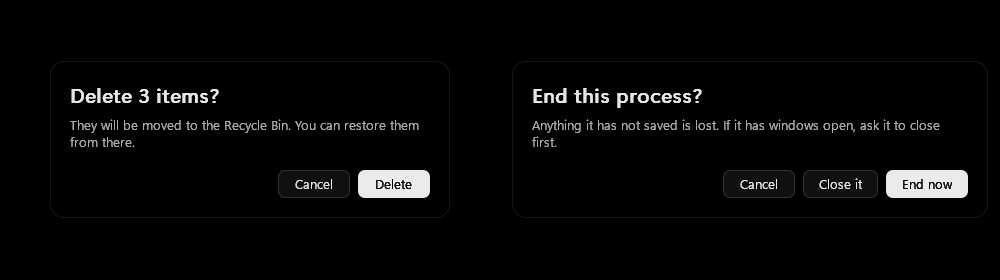 Delete 3 items?
They will be moved to the Recycle Bin. You can restore them
from there.
Cancel
Delete
End this process?
Anything it has not saved is lost. If it has windows open, ask it to close
first.
Cancel
Close it
End now